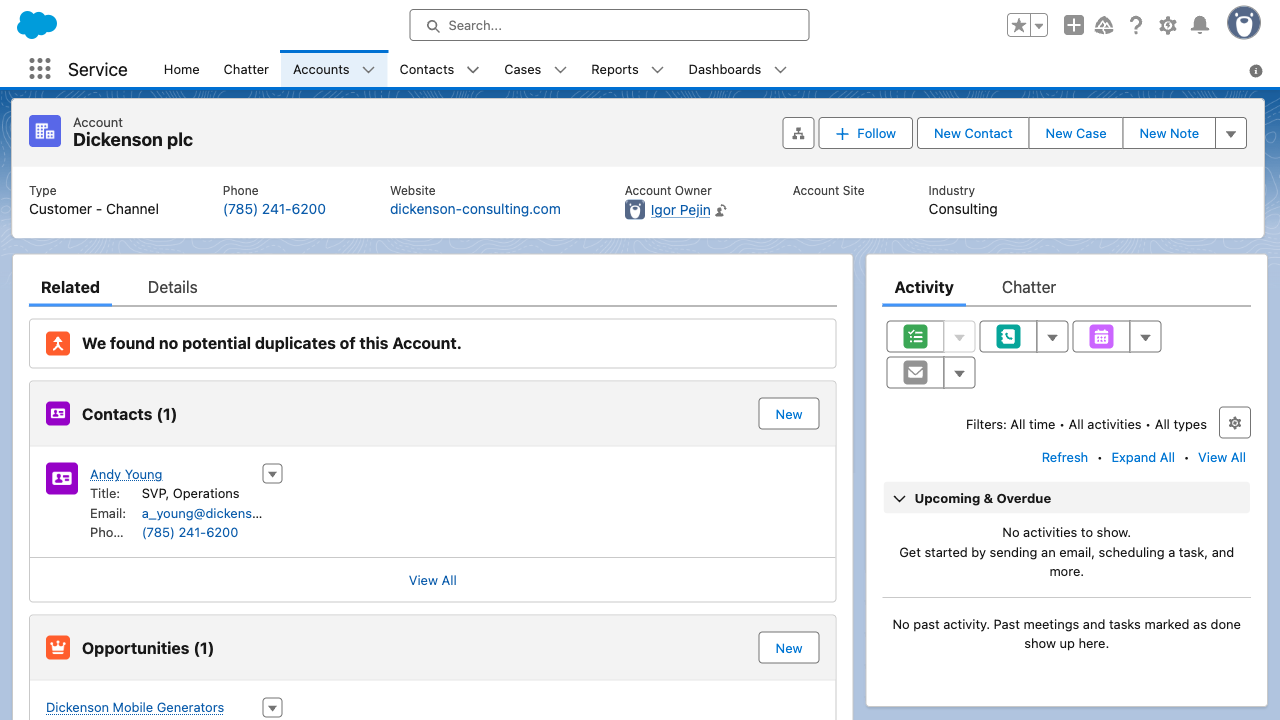 Search...
Service
Home
Chatter
Accounts
Contacts
Cases
Reports
Dashboards
Account
Dickenson plc
Follow
New Contact
New Case
New Note
Type
Customer - Channel
Phone
(785) 241-6200
Website
dickenson-consulting.com
Account Owner
Igor Pejin
Account Site
Industry
Consulting
Related
Details
We found no potential duplicates of this Account.
Contacts (1)
New
Andy Young
Title: SVP, Operations
Email: a_young@dickens...
Pho... (785) 241-6200
View All
Opportunities (1)
New
Dickenson Mobile Generators
Activity
Chatter
Filters: All time • All activities • All types
Refresh • Expand All • View All
Upcoming & Overdue
No activities to show.
Get started by sending an email, scheduling a task, and
more.
No past activity. Past meetings and tasks marked as done
show up here.